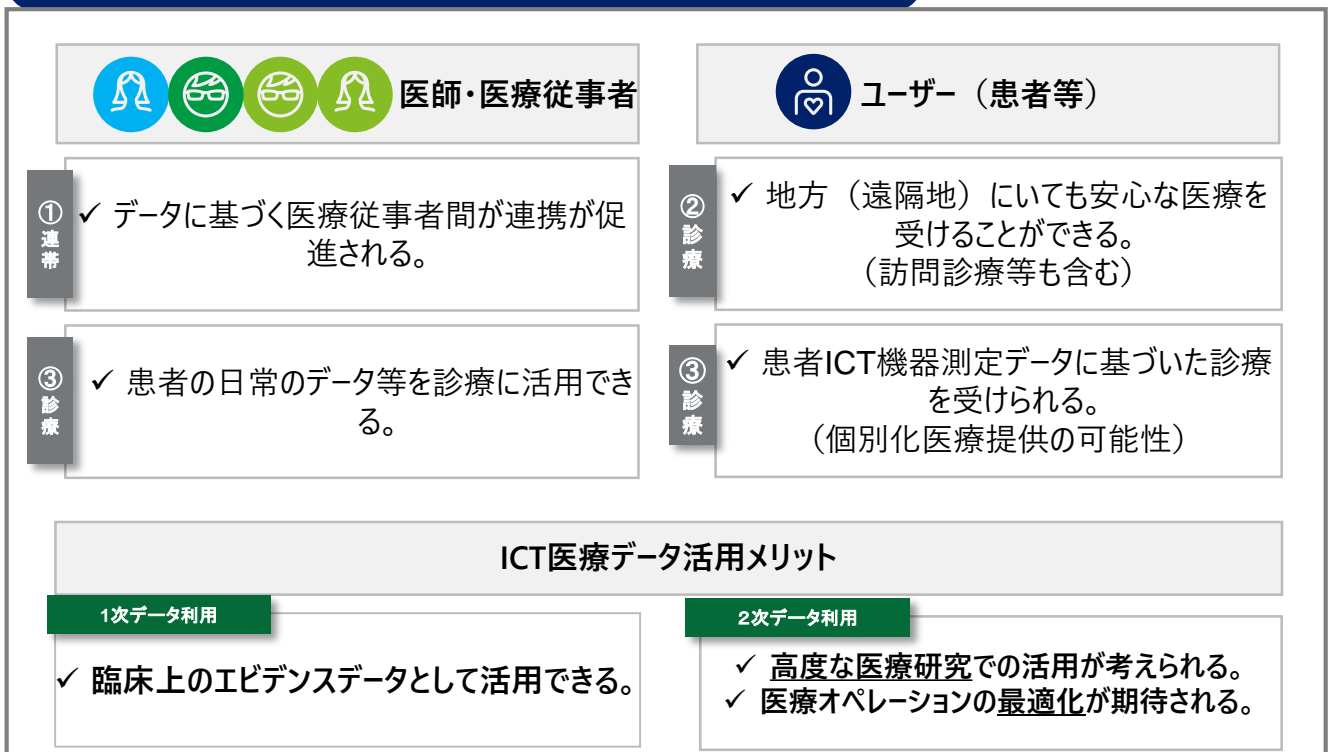 医師・医療従事者
ユーザー（患者等）
①連帯
✓ データに基づく医療従事者間が連携が促
進される。
②診療
✓ 地方（遠隔地）にいても安心な医療を
受けることができる。
（訪問診療等も含む）
③診療
✓ 患者の日常のデータ等を診療に活用でき
る。
③診療
✓ 患者ICT機器測定データに基づいた診療
を受けられる。
（個別化医療提供の可能性）
ICT医療データ活用メリット
1次データ利用
✓ 臨床上のエビデンスデータとして活用できる。
2次データ利用
✓ 高度な医療研究での活用が考えられる。
✓ 医療オペレーションの最適化が期待される。